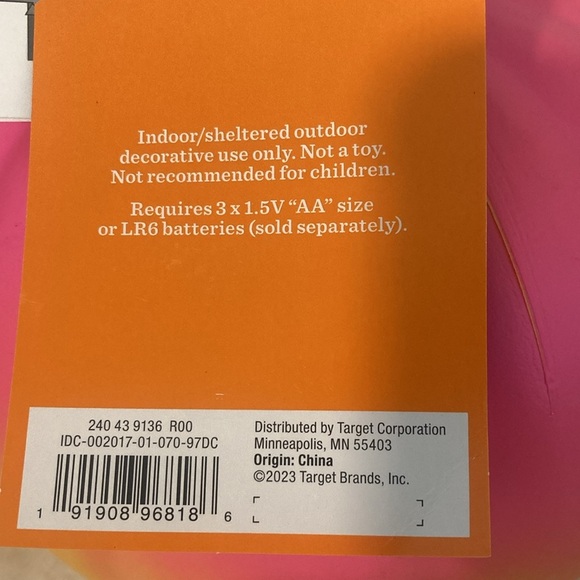 Indoor/sheltered outdoor
decorative use only. Not a toy.
Not recommended for children.
Requires 3 x 1.5V “AA” size
or LR6 batteries (sold separately).
240 43 9136 R00
IDC-002017-01-070-97DC
1 91908 96818 6
Distributed by Target Corporation
Minneapolis, MN 55403
Origin: China
©2023 Target Brands, Inc.